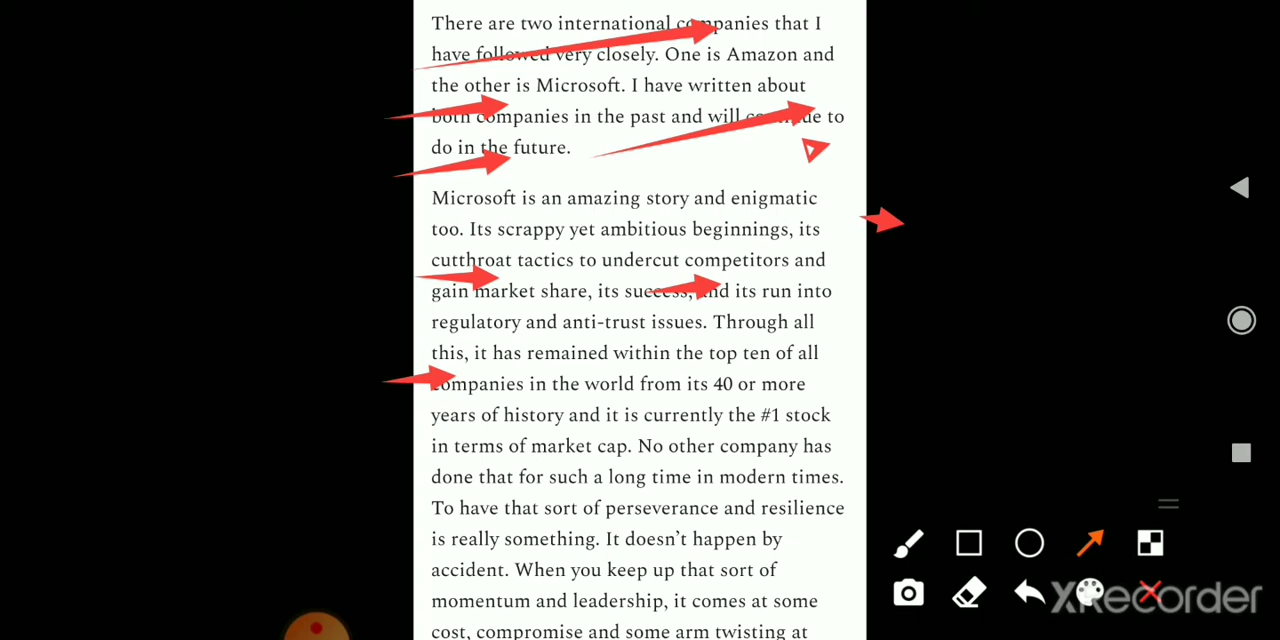 There are two international companies that I
have followed very closely. One is Amazon and
the other is Microsoft. I have written about
both companies in the past and will continue to
do in the future.
Microsoft is an amazing story and enigmatic
too. Its scrappy yet ambitious beginnings, its
cutthroat tactics to undercut competitors and
gain market share, its success, and its run into
regulatory and anti-trust issues. Through all
this, it has remained within the top ten of all
companies in the world from its 40 or more
years of history and it is currently the #1 stock
in terms of market cap. No other company has
done that for such a long time in modern times.
To have that sort of perseverance and resilience
is really something. It doesn’t happen by
accident. When you keep up that sort of
momentum and leadership, it comes at some
cost, compromise and some arm twisting at
XRecorder